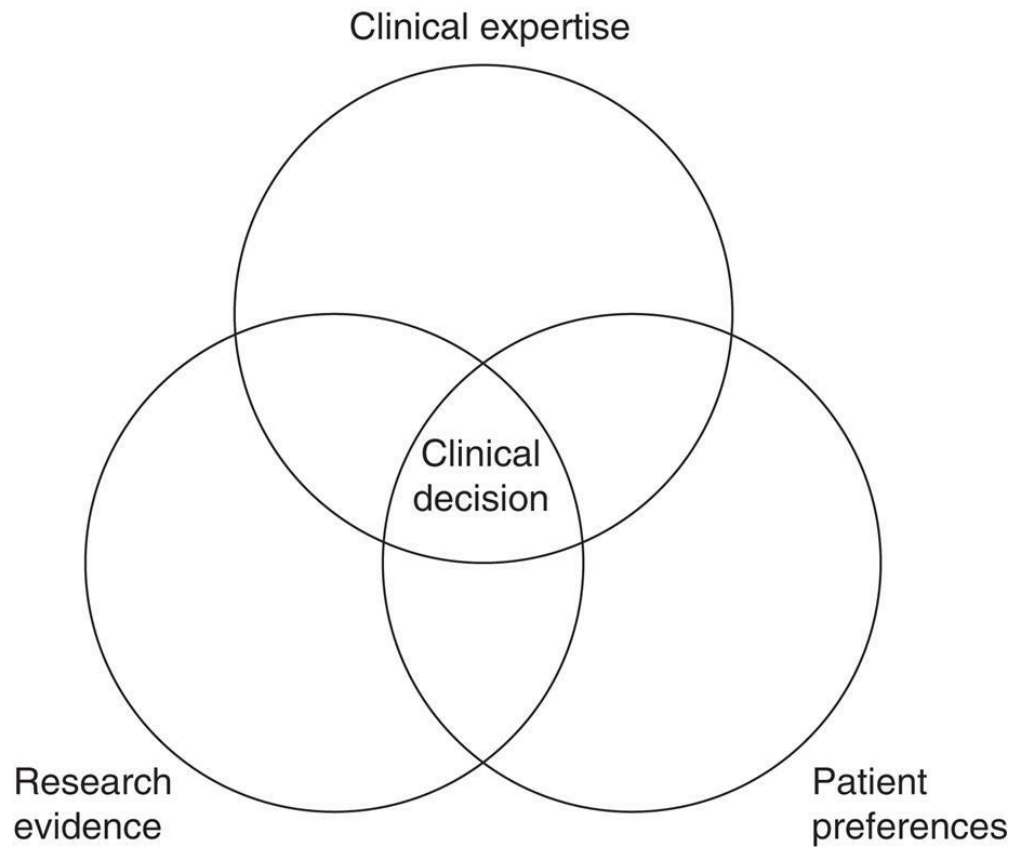 Clinical expertise
Clinical
decision
Research
evidence
Patient
preferences